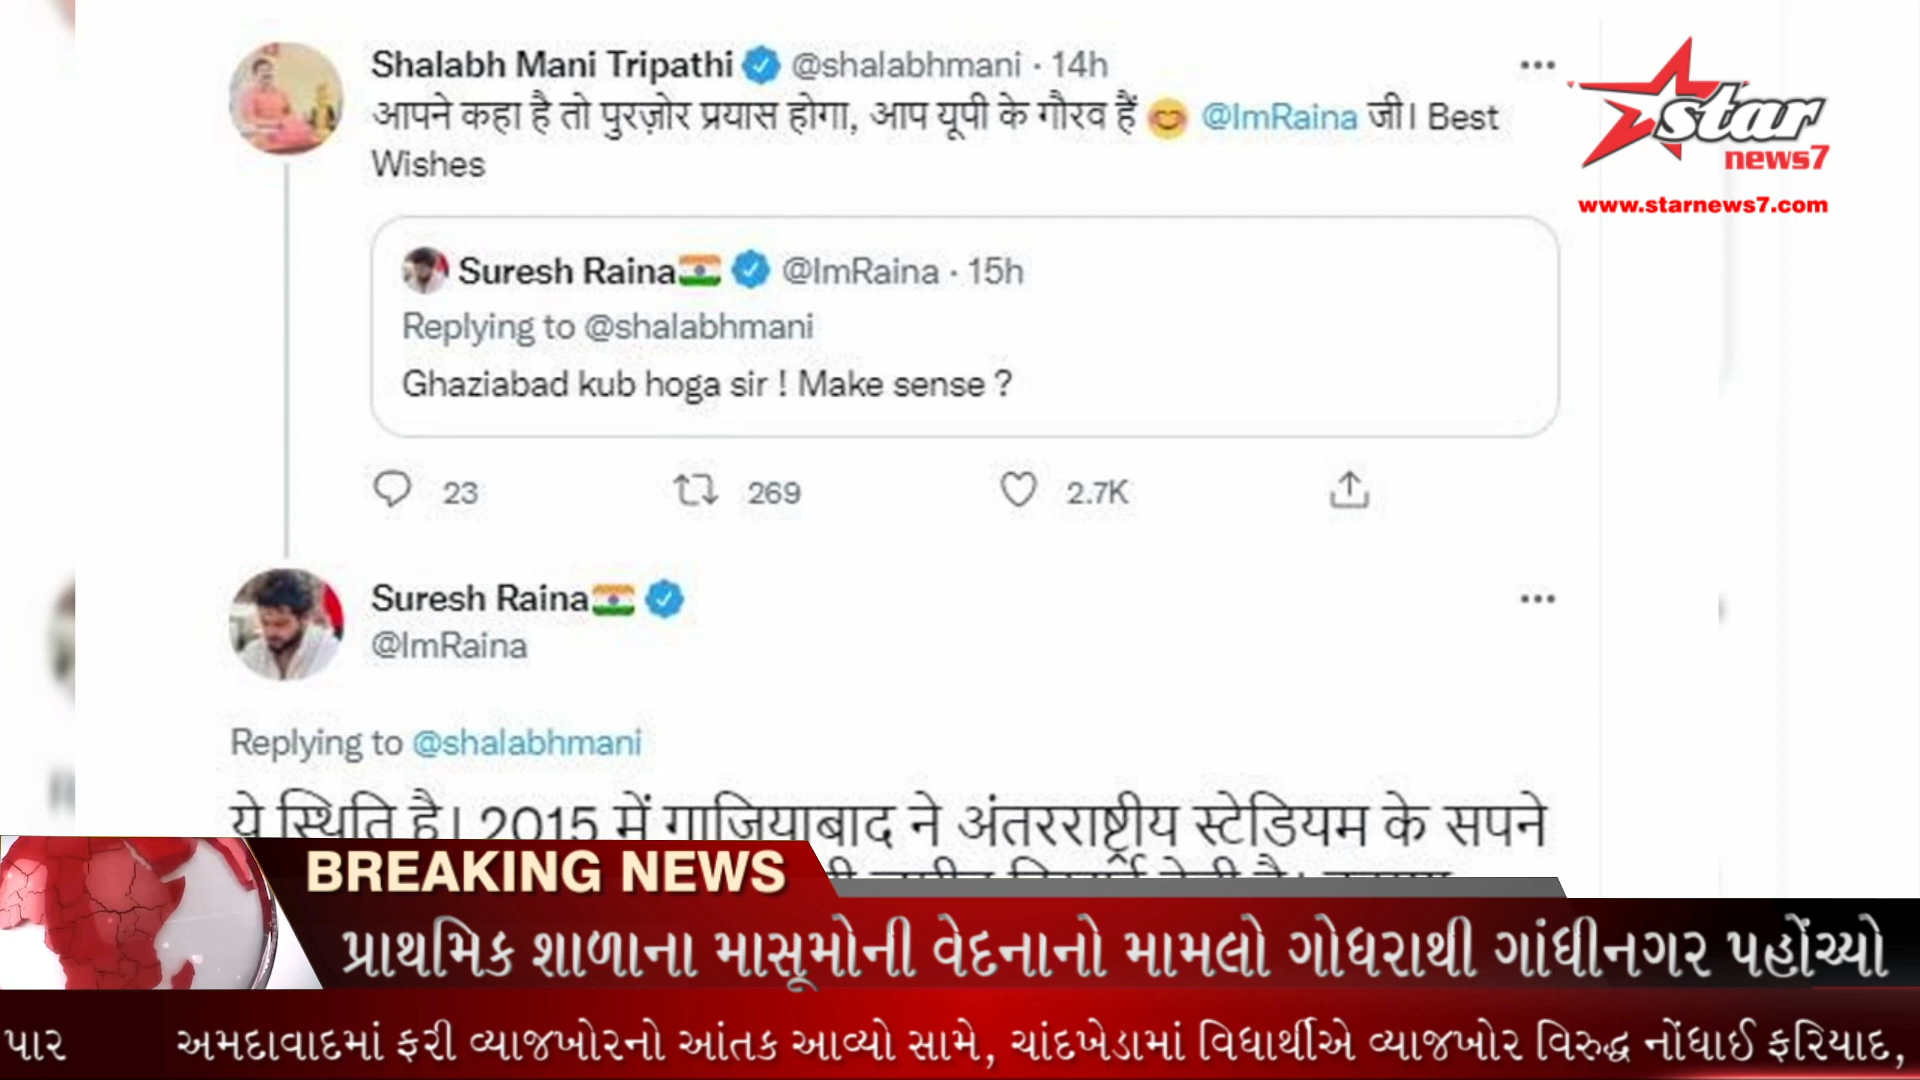 Shalabh Mani Tripathi @shalabhmani · 14h
आपने कहा है तो पुरज़ोर प्रयास होगा, आप यूपी के गौरव हैं 😊 @ImRaina जी। Best
Wishes
Suresh Raina🇮🇳 @ImRaina · 15h
Replying to @shalabhmani
Ghaziabad kub hoga sir ! Make sense ?
23 269 2.7K
Suresh Raina🇮🇳
@ImRaina
Replying to @shalabhmani
ये स्थिति है। 2015 में गाजियाबाद ने अंतरराष्ट्रीय स्टेडियम के सपने
star
news7
www.starnews7.com
BREAKING NEWS
પ્રાથમિક શાળાના માસૂમોની વેદનાનો મામલો ગોધરાથી ગાંધીનગર પહોંચ્યો
પાર અમદાવાદમાં ફરી વ્યાજખોરનો આંતક આવ્યો સામે, ચાંદખેડામાં વિધાર્થીએ વ્યાજખોર વિરુદ્ધ નોંધાઈ ફરિયાદ,